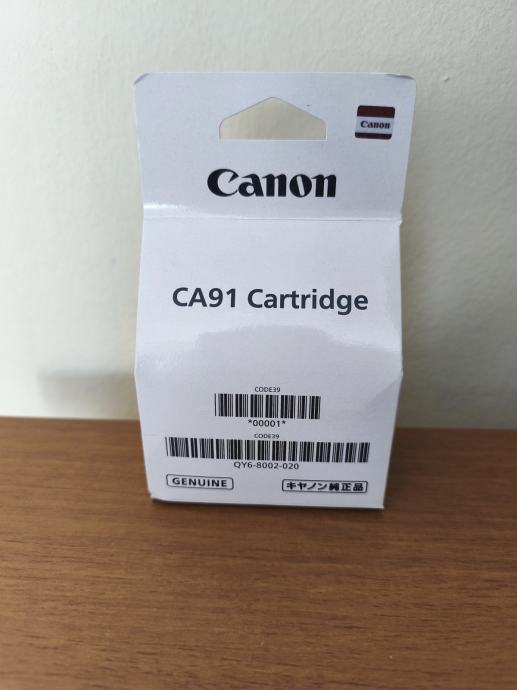 Canon
Canon
CA91 Cartridge
CODE39
*00001*
CODE39
QY6-8002-020
GENUINE
キヤノン純正品